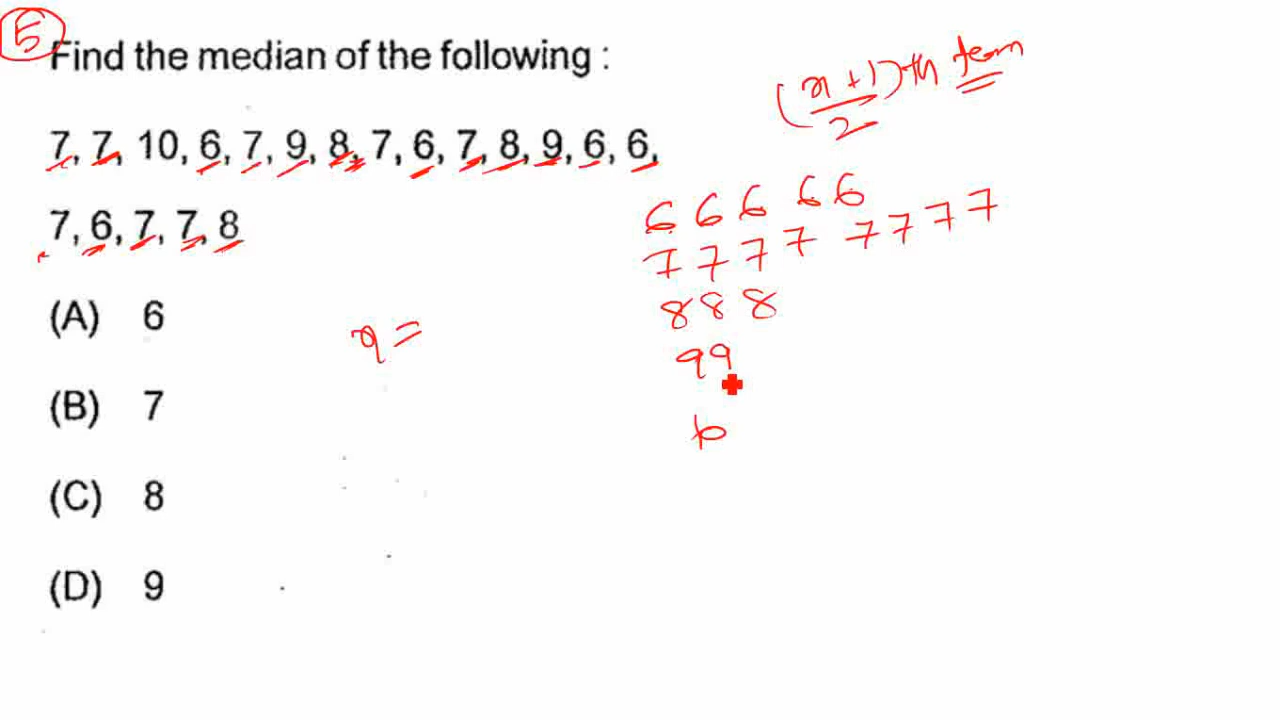 5
Find the median of the following :
(n+1)/2 th term
7, 7, 10, 6, 7, 9, 8, 7, 6, 7, 8, 9, 6, 6,
6 6 6 6 6
7, 6, 7, 7, 8
7 7 7 7 7 7 7 7
8 8 8
(A) 6
n =
9 9
(B) 7
(C) 8
(D) 9